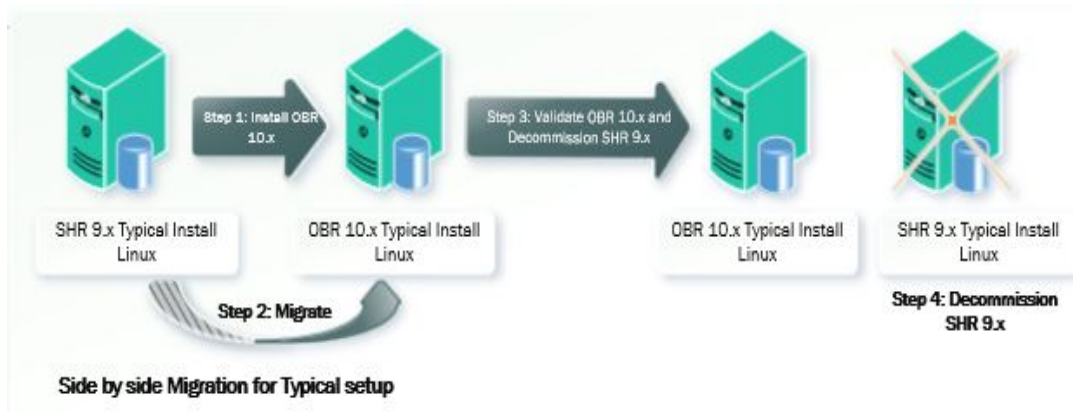 Step 1: Install OBR
10.x
Step 3: Validate OBR 10.x and
Decommission SHR 9.x
SHR 9.x Typical Install
Linux
OBR 10.x Typical Install
Linux
OBR 10.x Typical Install
Linux
SHR 9.x Typical Install
Linux
Step 2: Migrate
Step 4: Decommission
SHR 9.x
Side by side Migration for Typical setup